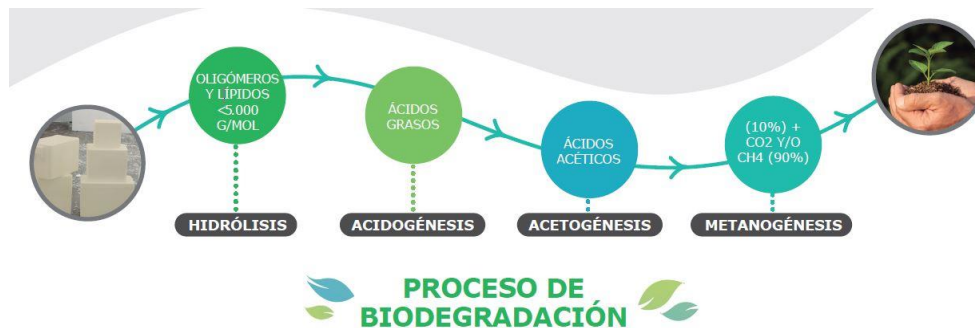 OLIGÓMEROS
Y LÍPIDOS
<5.000
G/MOL
ÁCIDOS
GRASOS
ÁCIDOS
ACÉTICOS
(10%) +
CO2 Y/O
CH4 (90%)
HIDRÓLISIS
ACIDOGÉNESIS
ACETOGÉNESIS
METANOGÉNESIS
PROCESO DE
BIODEGRADACIÓN